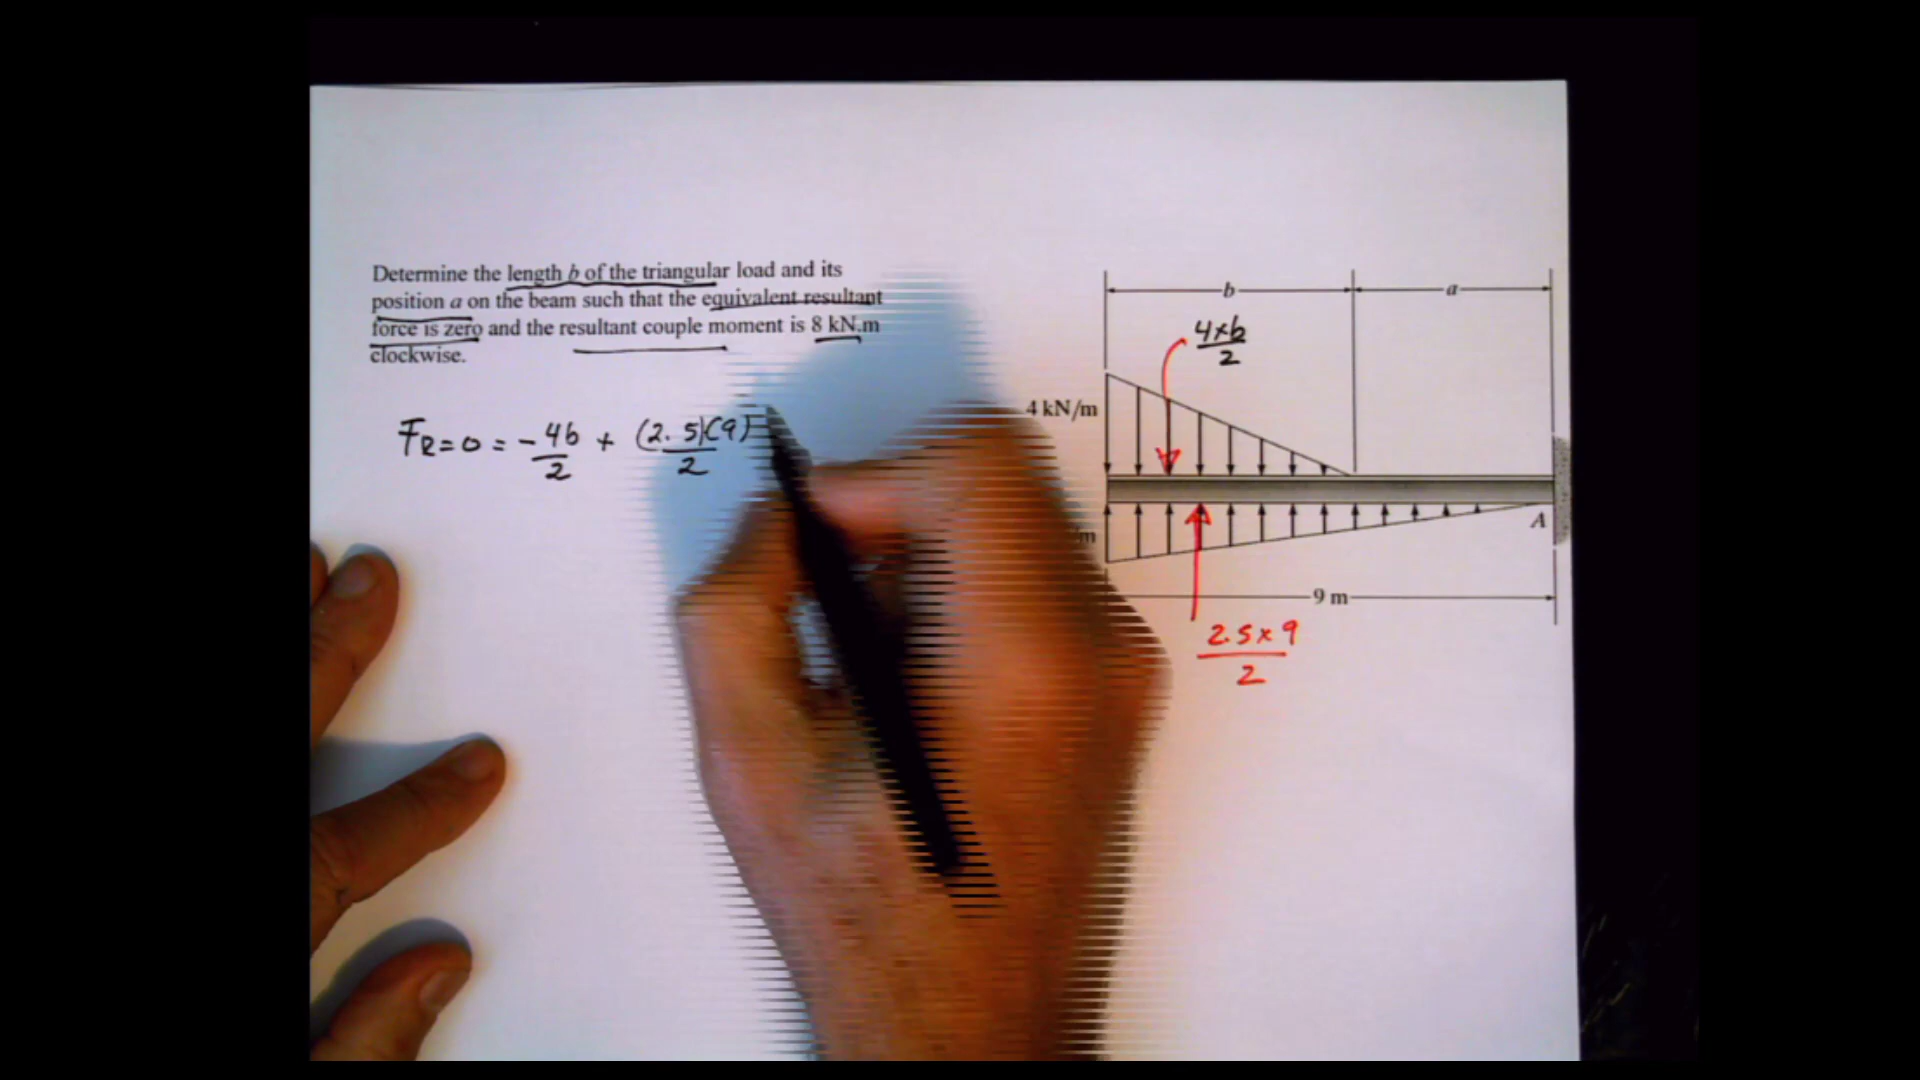 Determine the length b of the triangular load and its
position a on the beam such that the equivalent resultant
force is zero and the resultant couple moment is 8 kN.m
clockwise.
F_R = 0 = - 4b/2 + (2.5)(9)/2 =
b
a
4×b/2
4 kN/m
m
A
9 m
2.5×9/2